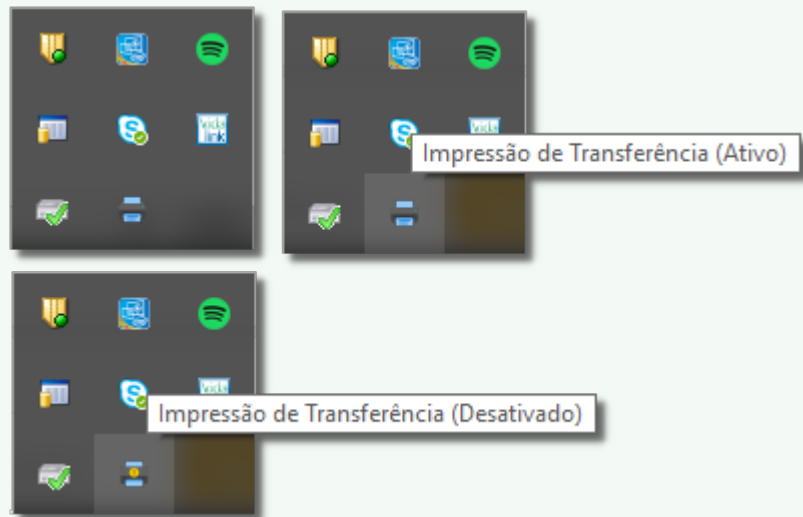 Impressão de Transferência (Ativo)
Impressão de Transferência (Desativado)